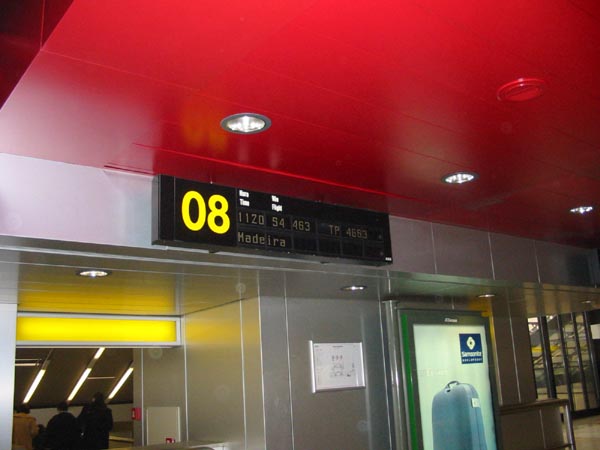 08
Hora Vôo
Time Flight
1120 S4 463 TP 4663
Madeira
Samsonite